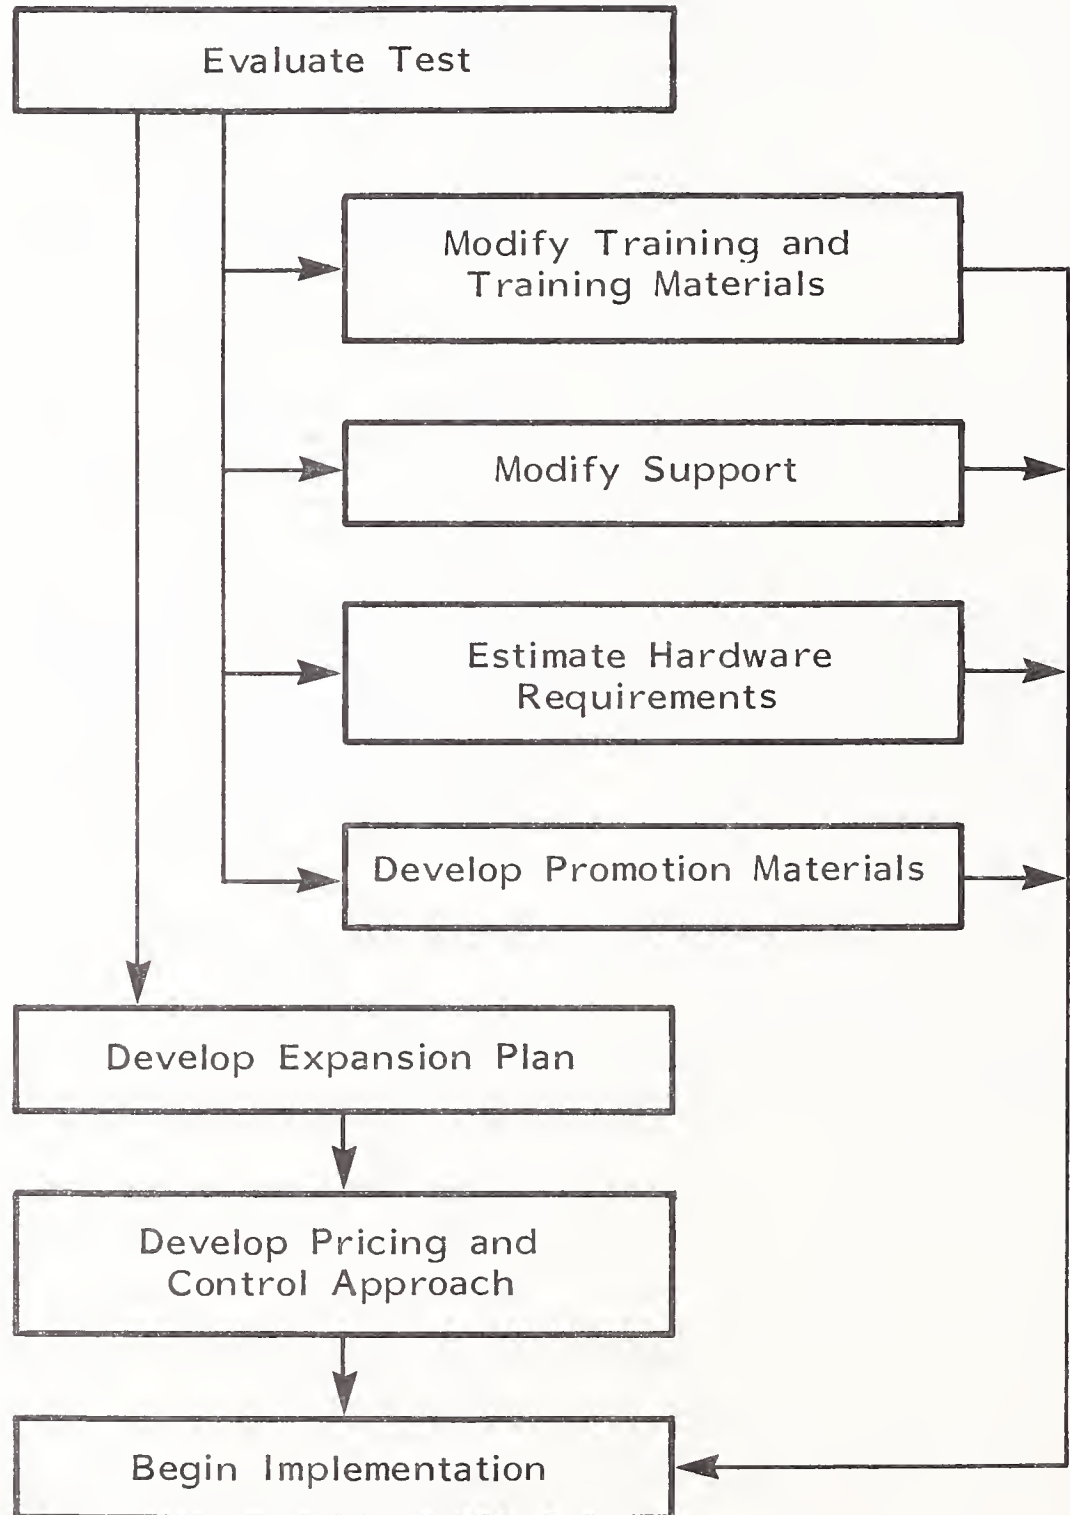 Evaluate Test
Modify Training and
Training Materials
Modify Support
Estimate Hardware
Requirements
Develop Promotion Materials
Develop Expansion Plan
Develop Pricing and
Control Approach
Begin Implementation